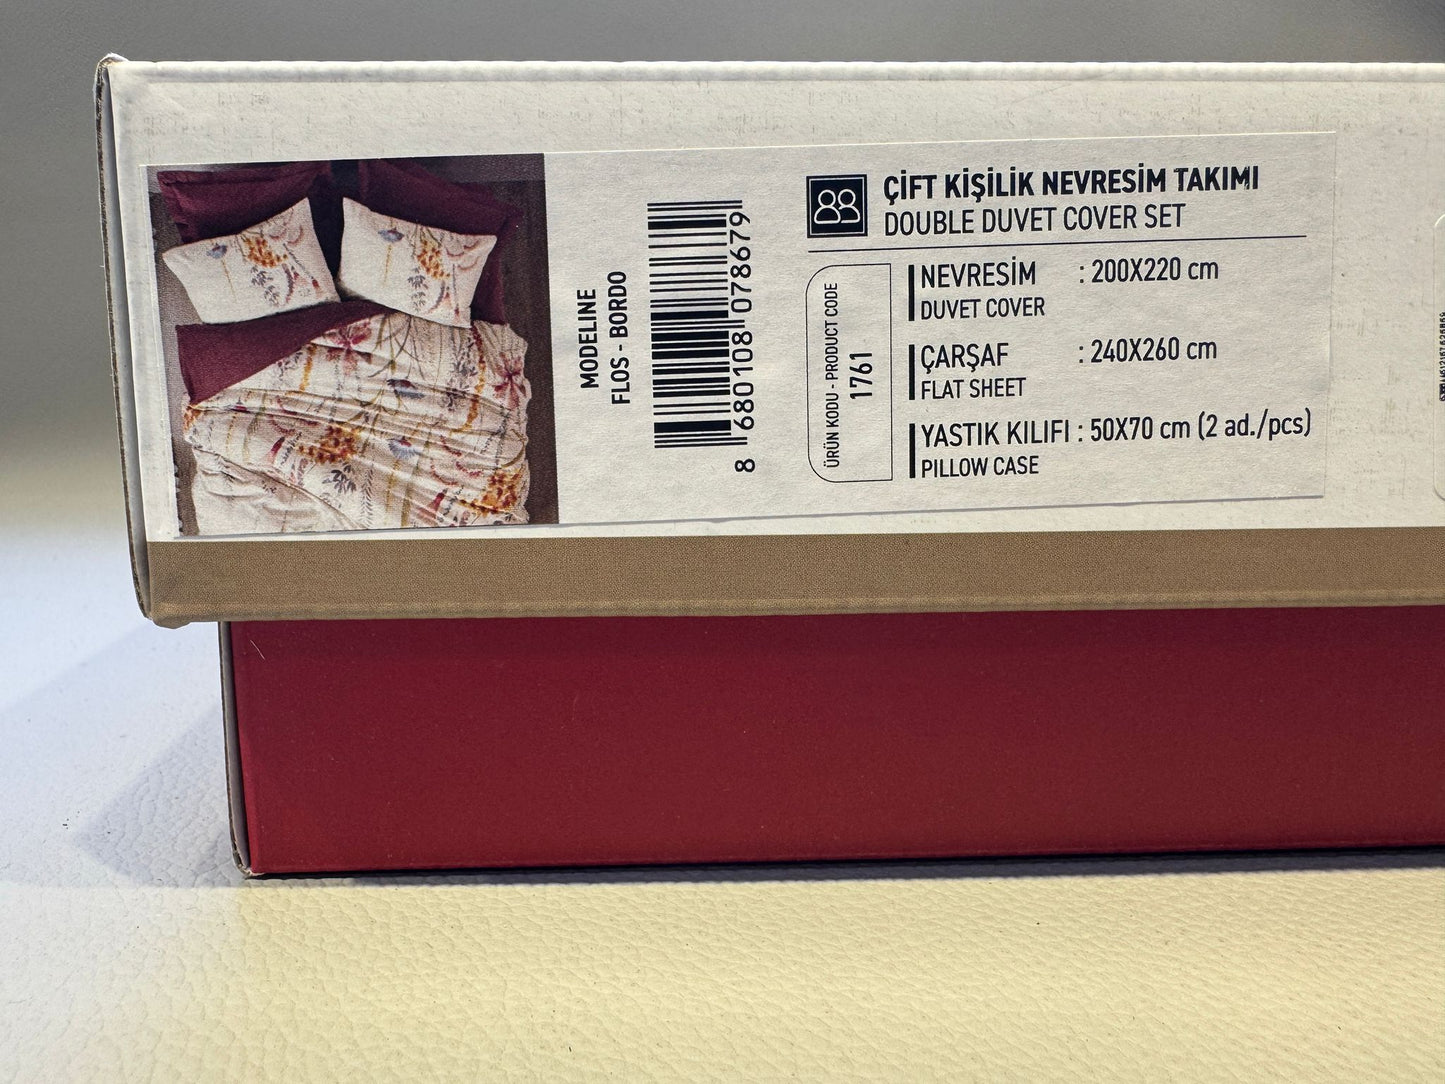 MODELINE
FLOS - BORDO
8 680108 078679
ÇİFT KİŞİLİK NEVRESİM TAKIMI
DOUBLE DUVET COVER SET
ÜRÜN KODU - PRODUCT CODE
1761
NEVRESİM : 200X220 cm
DUVET COVER
ÇARŞAF : 240X260 cm
FLAT SHEET
YASTIK KILIFI : 50X70 cm (2 ad./pcs)
PILLOW CASE